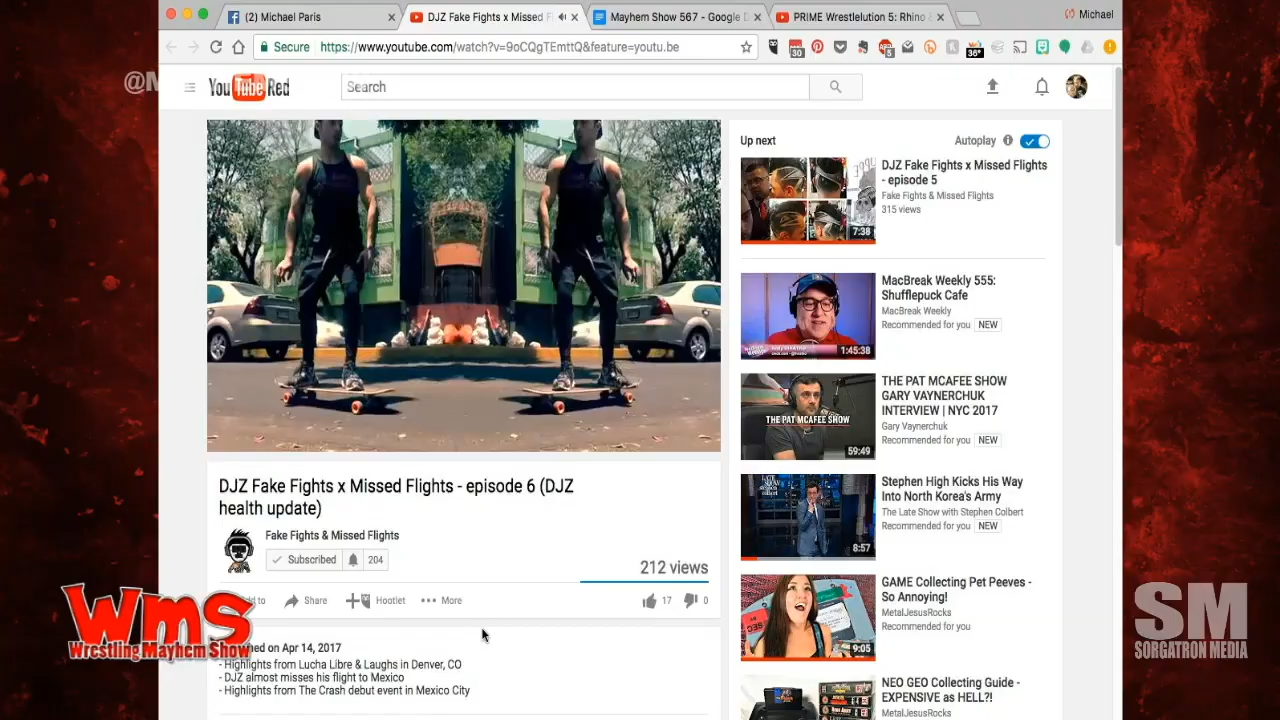 (2) Michael Paris
DJZ Fake Fights x Missed Fl
Mayhem Show 567 - Google D
PRIME Wrestlelution 5: Rhino &
Michael
Secure
https://www.youtube.com/watch?v=9oCQgTEmttQ&feature=youtu.be
30
5
36+
@M
YouTube Red
Search
Up next
Autoplay
DJZ Fake Fights x Missed Flights
- episode 5
Fake Fights & Missed Flights
315 views
7:38
MacBreak Weekly 555:
Shufflepuck Cafe
MacBreak Weekly
Recommended for you NEW
1:45:38
THE PAT MCAFEE SHOW
GARY VAYNERCHUK
INTERVIEW | NYC 2017
Gary Vaynerchuk
Recommended for you NEW
THE PAT MCAFEE SHOW
59:49
Stephen High Kicks His Way
Into North Korea's Army
The Late Show with Stephen Colbert
Recommended for you NEW
8:57
GAME Collecting Pet Peeves -
So Annoying!
MetalJesusRocks
Recommended for you
9:05
NEO GEO Collecting Guide -
EXPENSIVE as HELL?!
MetalJesusRocks
DJZ Fake Fights x Missed Flights - episode 6 (DJZ
health update)
Fake Fights & Missed Flights
Subscribed 204
212 views
Share
Hootlet
More
17
0
Apr 14, 2017
- Highlights from Lucha Libre & Laughs in Denver, CO
- DJZ almost misses his flight to Mexico
- Highlights from The Crash debut event in Mexico City
Wms
Wrestling Mayhem Show
SM
SORGATRON MEDIA